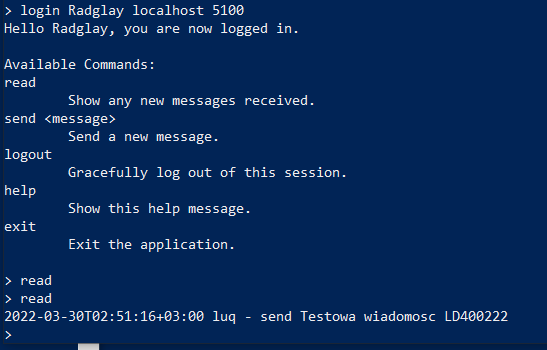 > login Radglay localhost 5100
Hello Radglay, you are now logged in.
Available Commands:
read
Show any new messages received.
send <message>
Send a new message.
logout
Gracefully log out of this session.
help
Show this help message.
exit
Exit the application.
> read
> read
2022-03-30T02:51:16+03:00 luq - send Testowa wiadomosc LD400222
>